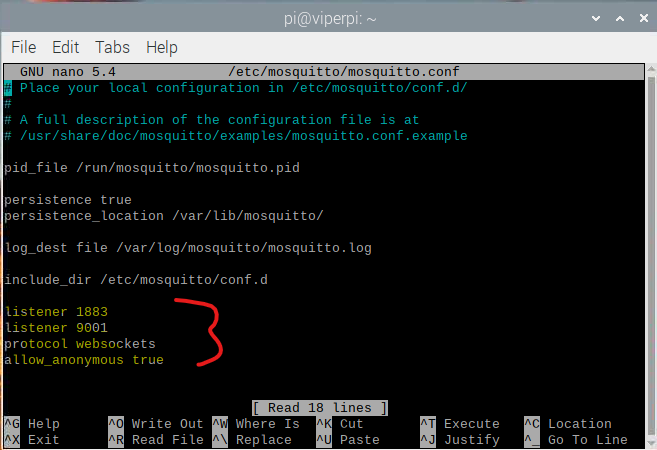 pi@viperpi: ~
File Edit Tabs Help
GNU nano 5.4 /etc/mosquitto/mosquitto.conf
# Place your local configuration in /etc/mosquitto/conf.d/
#
# A full description of the configuration file is at
# /usr/share/doc/mosquitto/examples/mosquitto.conf.example
pid_file /run/mosquitto/mosquitto.pid
persistence true
persistence_location /var/lib/mosquitto/
log_dest file /var/log/mosquitto/mosquitto.log
include_dir /etc/mosquitto/conf.d
listener 1883
listener 9001
protocol websockets
allow_anonymous true
[ Read 18 lines ]
^G Help ^O Write Out ^W Where Is ^K Cut ^T Execute ^C Location
^X Exit ^R Read File ^\ Replace ^U Paste ^J Justify ^_ Go To Line